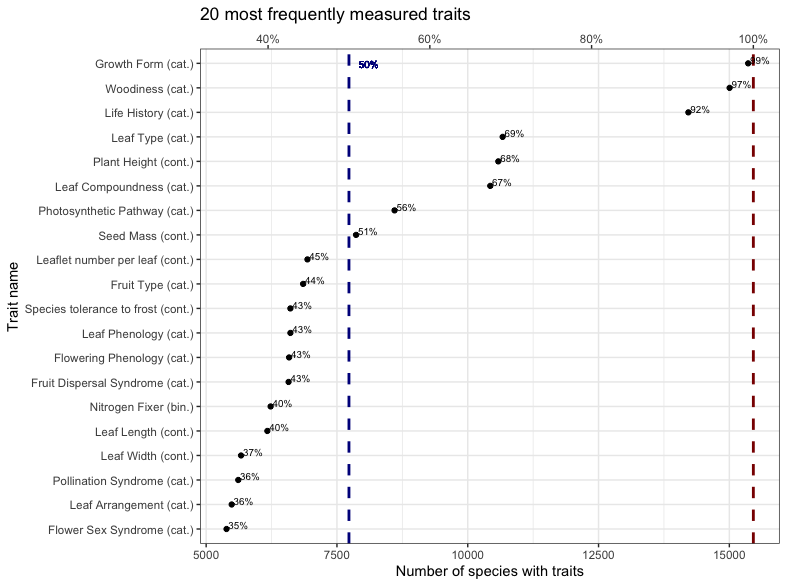 20 most frequently measured traits
40% 60% 80% 100%
Growth Form (cat.) 50% 99%
Woodiness (cat.) 97%
Life History (cat.) 92%
Leaf Type (cat.) 69%
Plant Height (cont.) 68%
Leaf Compoundness (cat.) 67%
Photosynthetic Pathway (cat.) 56%
Seed Mass (cont.) 51%
Leaflet number per leaf (cont.) 45%
Fruit Type (cat.) 44%
Species tolerance to frost (cont.) 43%
Leaf Phenology (cat.) 43%
Flowering Phenology (cat.) 43%
Fruit Dispersal Syndrome (cat.) 43%
Nitrogen Fixer (bin.) 40%
Leaf Length (cont.) 40%
Leaf Width (cont.) 37%
Pollination Syndrome (cat.) 36%
Leaf Arrangement (cat.) 36%
Flower Sex Syndrome (cat.) 35%
Trait name
5000 7500 10000 12500 15000
Number of species with traits